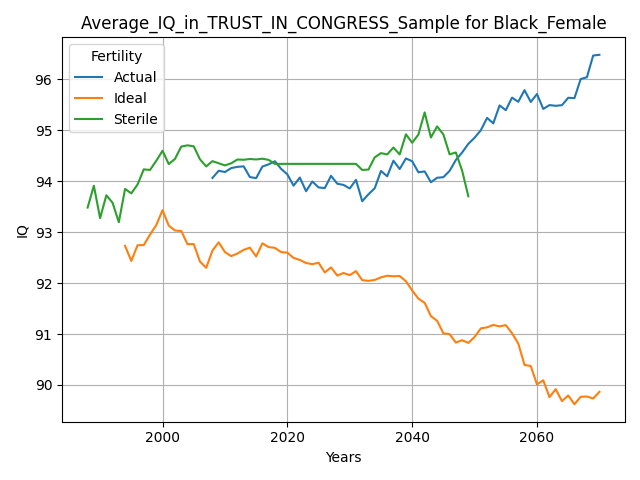 Average_IQ_in_TRUST_IN_CONGRESS_Sample for Black_Female
Fertility
Actual
Ideal
Sterile
IQ
96
95
94
93
92
91
90
2000 2020 2040 2060
Years